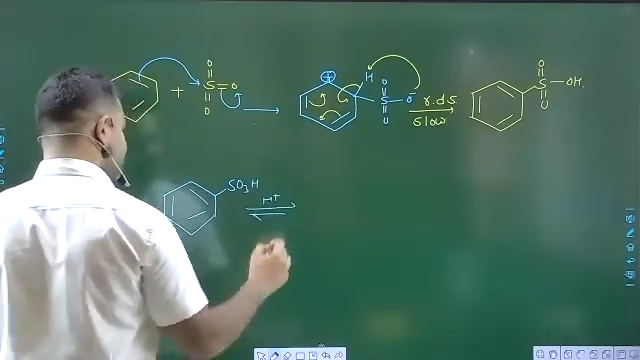 O O O
+ S = O → ⊕ H S - O⁻ r.d.s S - OH
O O slow O
SO3H H+ ⇌